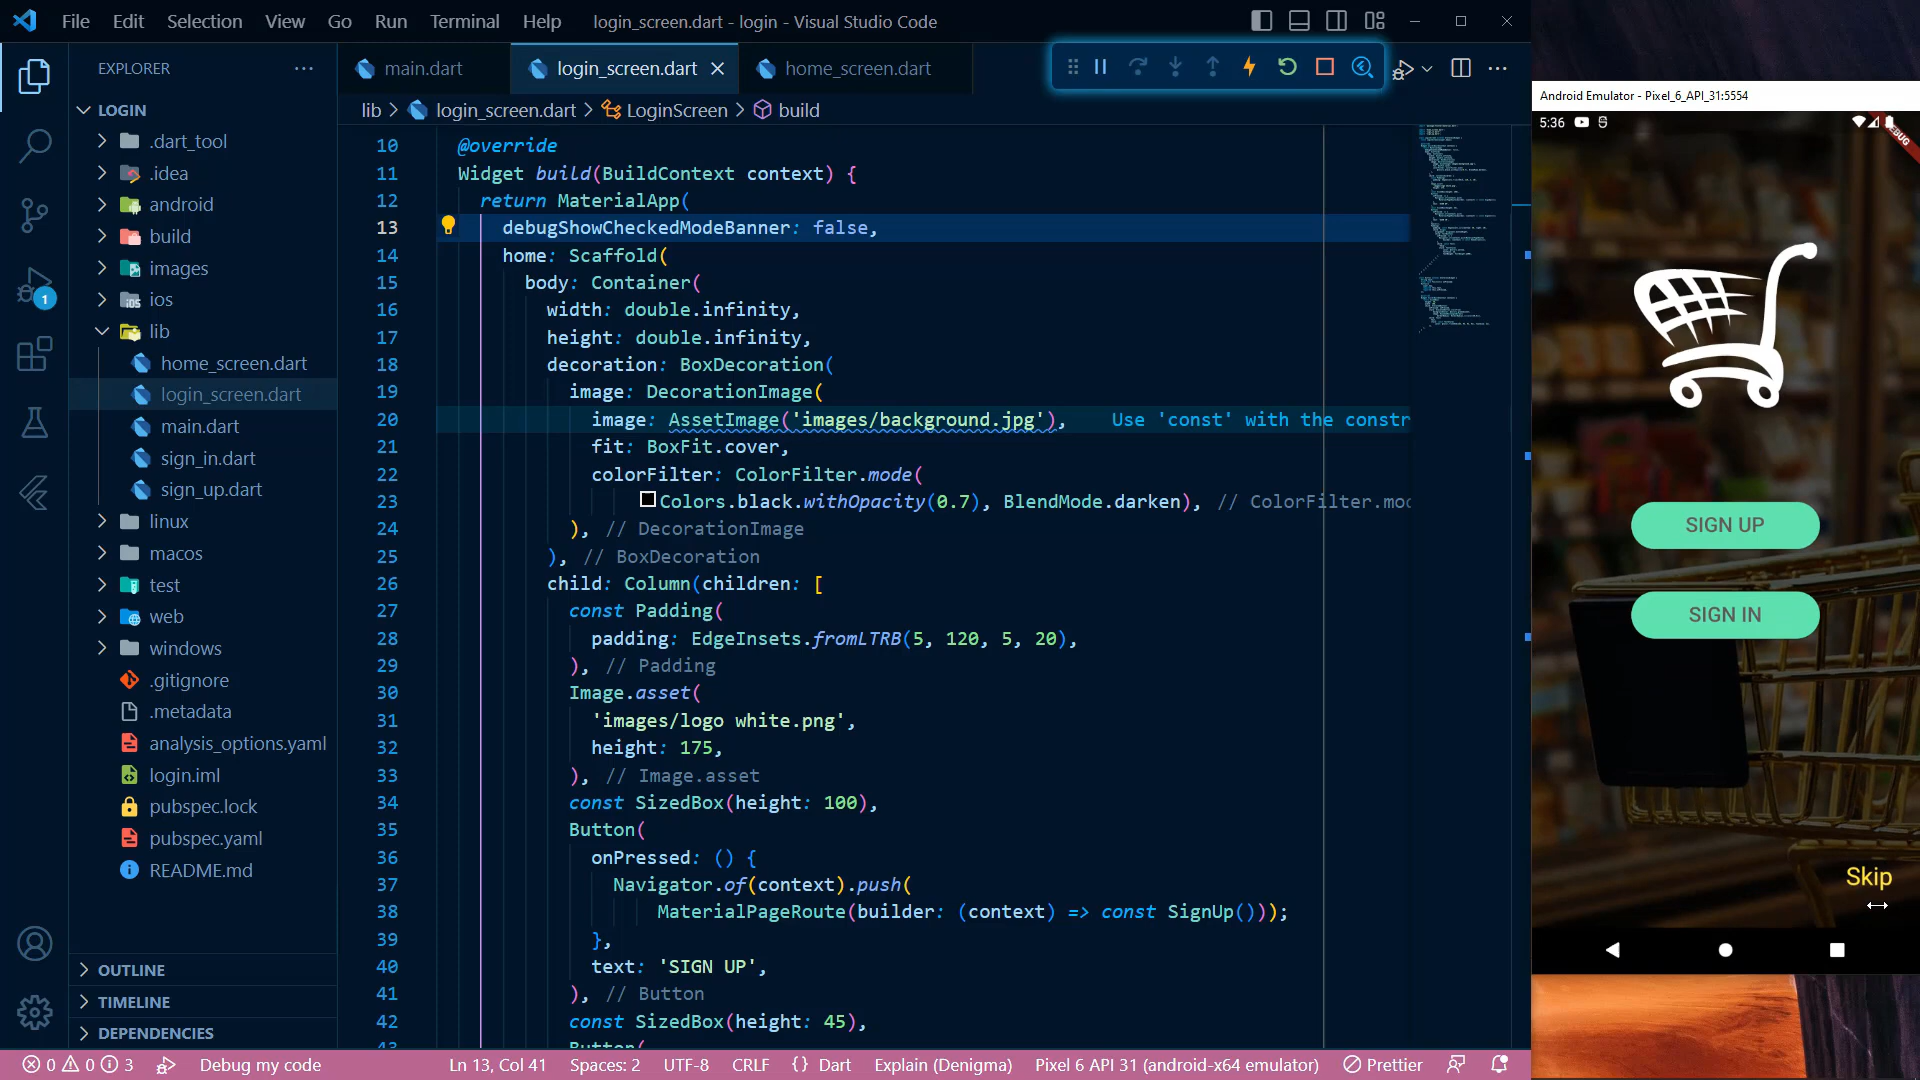 File Edit Selection View Go Run Terminal Help
login_screen.dart - login - Visual Studio Code
EXPLORER
LOGIN
.dart_tool
.idea
android
build
images
ios
lib
home_screen.dart
login_screen.dart
main.dart
sign_in.dart
sign_up.dart
linux
macos
test
web
windows
.gitignore
.metadata
analysis_options.yaml
login.iml
pubspec.lock
pubspec.yaml
README.md
OUTLINE
TIMELINE
DEPENDENCIES
1
main.dart
login_screen.dart
home_screen.dart
lib > login_screen.dart > LoginScreen > build
10 @override
11 Widget build(BuildContext context) {
12 return MaterialApp(
13 debugShowCheckedModeBanner: false,
14 home: Scaffold(
15 body: Container(
16 width: double.infinity,
17 height: double.infinity,
18 decoration: BoxDecoration(
19 image: DecorationImage(
20 image: AssetImage('images/background.jpg'), Use 'const' with the constr
21 fit: BoxFit.cover,
22 colorFilter: ColorFilter.mode(
23 Colors.black.withOpacity(0.7), BlendMode.darken), // ColorFilter.mod
24 ), // DecorationImage
25 ), // BoxDecoration
26 child: Column(children: [
27 const Padding(
28 padding: EdgeInsets.fromLTRB(5, 120, 5, 20),
29 ), // Padding
30 Image.asset(
31 'images/logo white.png',
32 height: 175,
33 ), // Image.asset
34 const SizedBox(height: 100),
35 Button(
36 onPressed: () {
37 Navigator.of(context).push(
38 MaterialPageRoute(builder: (context) => const SignUp()));
39 },
40 text: 'SIGN UP',
41 ), // Button
42 const SizedBox(height: 45),
43 Button(
Android Emulator - Pixel_6_API_31:5554
5:36
SIGN UP
SIGN IN
Skip
0 0 3 Debug my code Ln 13, Col 41 Spaces: 2 UTF-8 CRLF {} Dart Explain (Denigma) Pixel 6 API 31 (android-x64 emulator) Prettier